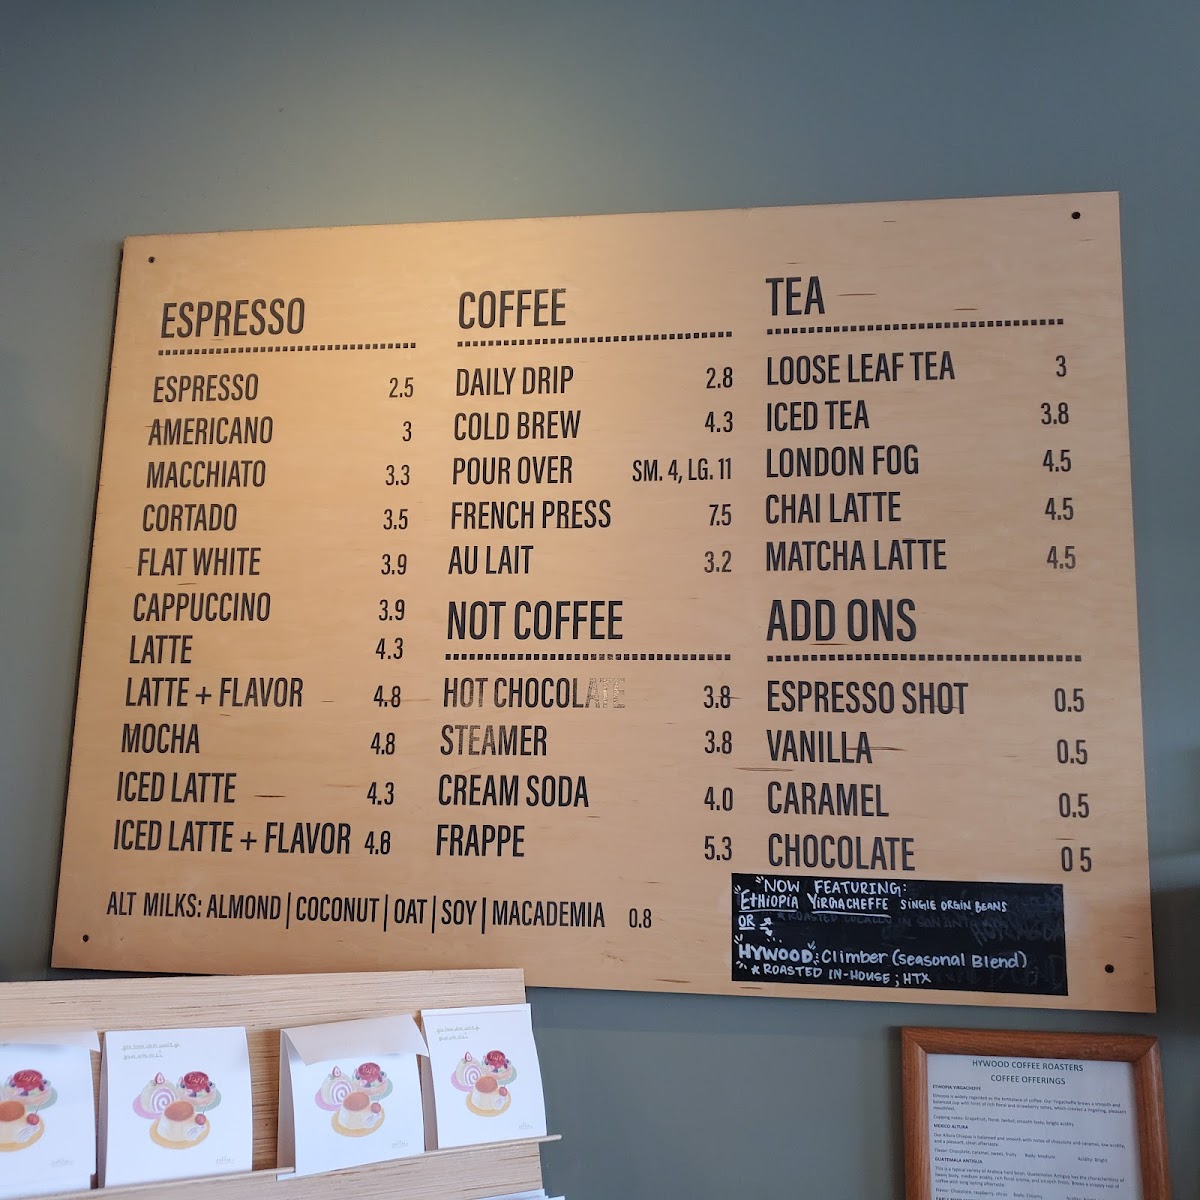 ESPRESSO
ESPRESSO 2.5
AMERICANO 3
MACCHIATO 3.3
CORTADO 3.5
FLAT WHITE 3.9
CAPPUCCINO 3.9
LATTE 4.3
LATTE + FLAVOR 4.8
MOCHA 4.8
ICED LATTE 4.3
ICED LATTE + FLAVOR 4.8
COFFEE
DAILY DRIP 2.8
COLD BREW 4.3
POUR OVER SM. 4, LG. 11
FRENCH PRESS 7.5
AU LAIT 3.2
NOT COFFEE
HOT CHOCOLATE 3.8
STEAMER 3.8
CREAM SODA 4.0
FRAPPE 5.3
TEA
LOOSE LEAF TEA 3
ICED TEA 3.8
LONDON FOG 4.5
CHAI LATTE 4.5
MATCHA LATTE 4.5
ADD ONS
ESPRESSO SHOT 0.5
VANILLA 0.5
CARAMEL 0.5
CHOCOLATE 0 5
ALT MILKS: ALMOND | COCONUT | OAT | SOY | MACADEMIA 0.8
NOW FEATURING:
ETHIOPIA YIRGACHEFFE SINGLE ORGIN BEANS
OR
HYWOOD: Climber (seasonal Blend)
* ROASTED IN-HOUSE; HTX
HYWOOD COFFEE ROASTERS
COFFEE OFFERINGS
ETHIOPIA YIRGACHEFFE
MEXICO ALTURA
GUATEMALA ANTIGUA